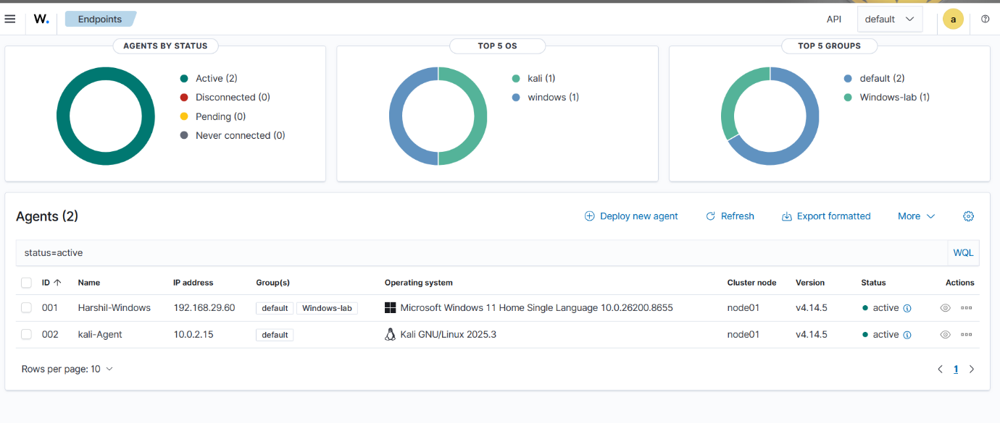 W. Endpoints API default a
AGENTS BY STATUS
Active (2)
Disconnected (0)
Pending (0)
Never connected (0)
TOP 5 OS
kali (1)
windows (1)
TOP 5 GROUPS
default (2)
Windows-lab (1)
Agents (2) Deploy new agent Refresh Export formatted More
status=active WQL
ID Name IP address Group(s) Operating system Cluster node Version Status Actions
001 Harshil-Windows 192.168.29.60 default Windows-lab Microsoft Windows 11 Home Single Language 10.0.26200.8655 node01 v4.14.5 active
002 kali-Agent 10.0.2.15 default Kali GNU/Linux 2025.3 node01 v4.14.5 active
Rows per page: 10 1